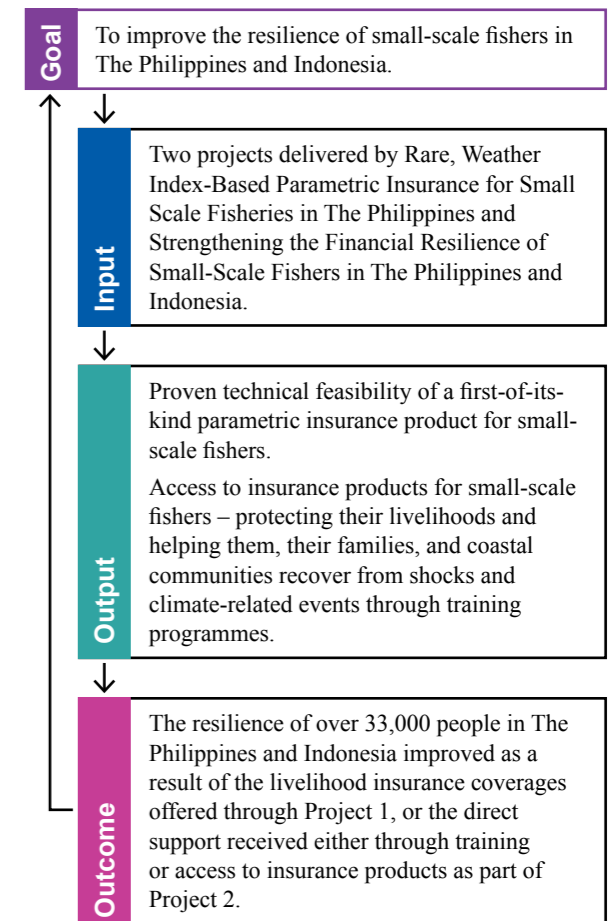 Goal
To improve the resilience of small-scale fishers in
The Philippines and Indonesia.
Input
Two projects delivered by Rare, Weather
Index-Based Parametric Insurance for Small
Scale Fisheries in The Philippines and
Strengthening the Financial Resilience of
Small-Scale Fishers in The Philippines and
Indonesia.
Output
Proven technical feasibility of a first-of-its-
kind parametric insurance product for small-
scale fishers.
Access to insurance products for small-scale
fishers – protecting their livelihoods and
helping them, their families, and coastal
communities recover from shocks and
climate-related events through training
programmes.
Outcome
The resilience of over 33,000 people in The
Philippines and Indonesia improved as a
result of the livelihood insurance coverages
offered through Project 1, or the direct
support received either through training
or access to insurance products as part of
Project 2.